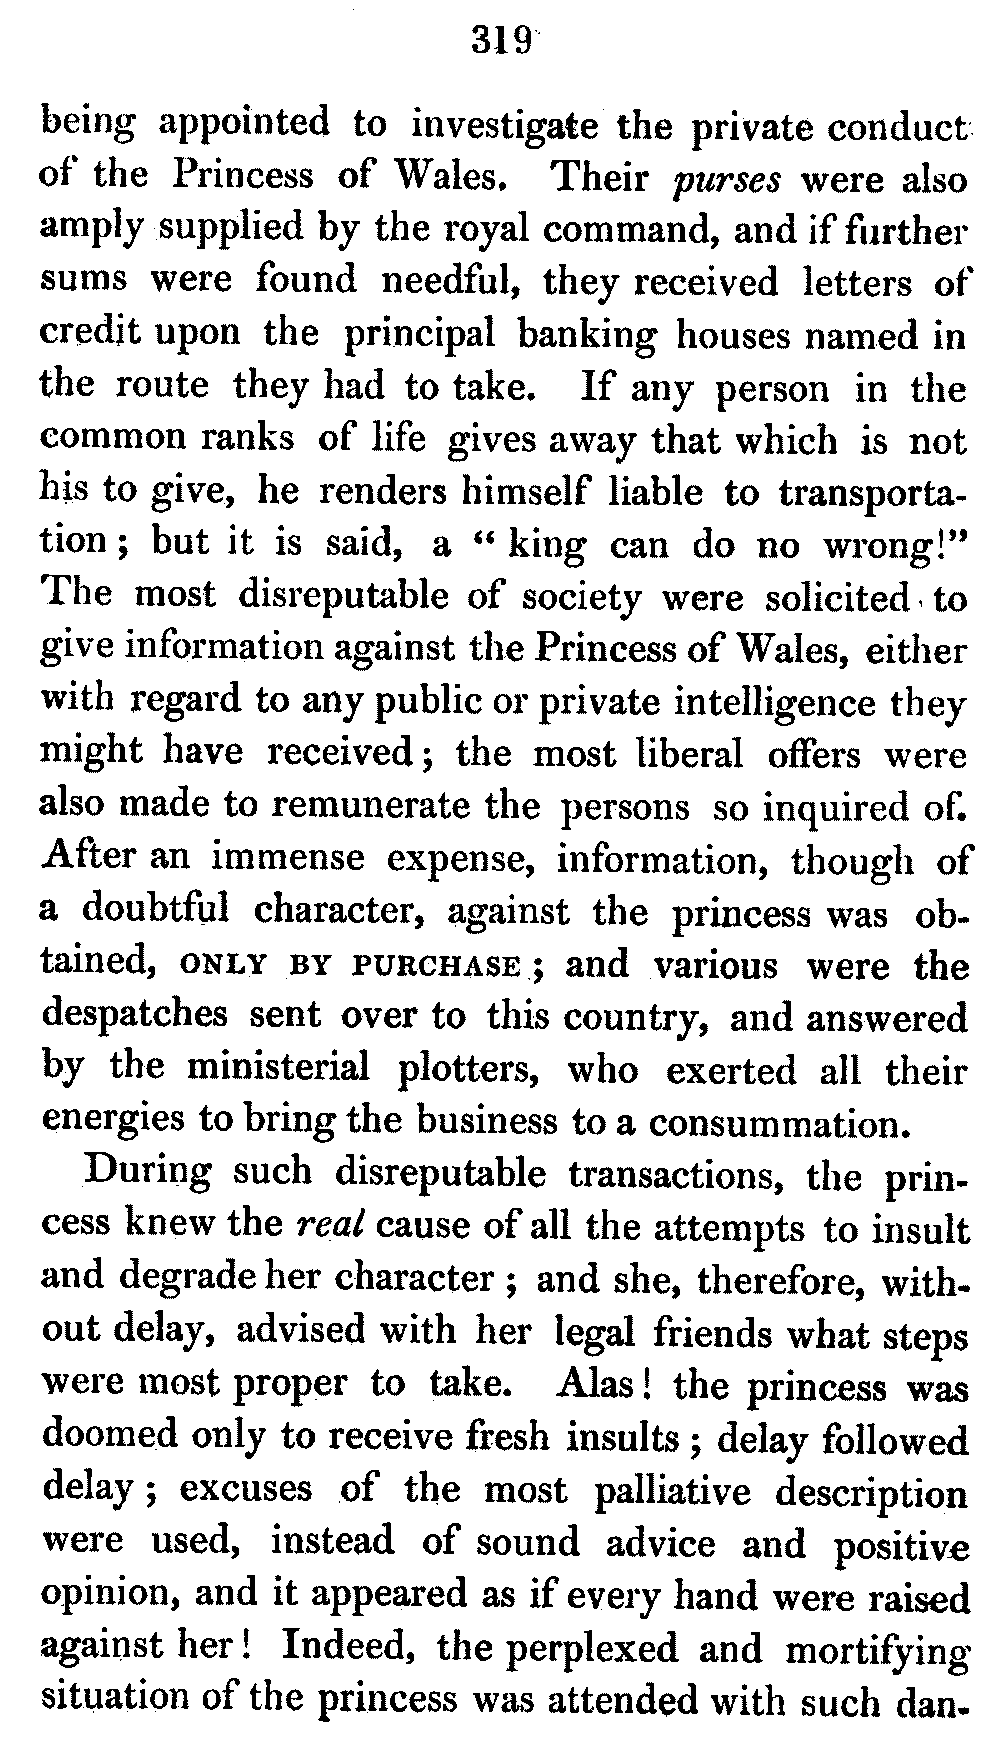 319
being appointed to investigate the private conduct
of the Princess of Wales. Their purses were also
amply supplied by the royal command, and if further
sums were found needful, they received letters of
credit upon the principal banking houses named in
the route they had to take. If any person in the
common ranks of life gives away that which is not
his to give, he renders himself liable to transporta-
tion ; but it is said, a “ king can do no wrong!”
The most disreputable of society were solicited to
give information against the Princess of Wales, either
with regard to any public or private intelligence they
might have received ; the most liberal offers were
also made to remunerate the persons so inquired of.
After an immense expense, information, though of
a doubtful character, against the princess was ob-
tained, ONLY BY PURCHASE ; and various were the
despatches sent over to this country, and answered
by the ministerial plotters, who exerted all their
energies to bring the business to a consummation.
During such disreputable transactions, the prin-
cess knew the real cause of all the attempts to insult
and degrade her character ; and she, therefore, with-
out delay, advised with her legal friends what steps
were most proper to take. Alas ! the princess was
doomed only to receive fresh insults ; delay followed
delay ; excuses of the most palliative description
were used, instead of sound advice and positive
opinion, and it appeared as if every hand were raised
against her ! Indeed, the perplexed and mortifying
situation of the princess was attended with such dan-